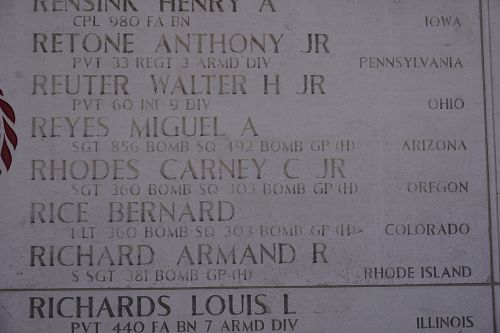 RENSINK HENRY A
CPL 980 FA BN IOWA
RETONE ANTHONY JR
PVT 33 REGT 3 ARMD DIV PENNSYLVANIA
REUTER WALTER H JR
PVT 60 INF 9 DIV OHIO
REYES MIGUEL A
SGT 856 BOMB SQ 492 BOMB GP (H) ARIZONA
RHODES CARNEY C JR
SGT 360 BOMB SQ 303 BOMB GP (H) OREGON
RICE BERNARD
1 LT 360 BOMB SQ 303 BOMB GP (H) COLORADO
RICHARD ARMAND R
S SGT 381 BOMB GP (H) RHODE ISLAND
RICHARDS LOUIS L
PVT 440 FA BN 7 ARMD DIV ILLINOIS